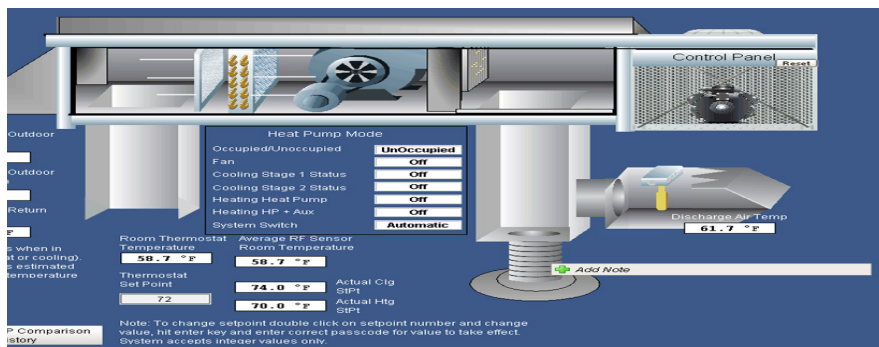 Control Panel
Reset
Heat Pump Mode
Occupied/Unoccupied UnOccupied
Fan Off
Cooling Stage 1 Status Off
Cooling Stage 2 Status Off
Heating Heat Pump Off
Heating HP + Aux Off
System Switch Automatic
Outdoor
Outdoor
Return
F
s when in
at or cooling).
s estimated
temperature
Room Thermostat
Temperature
58.7 °F
Average RF Sensor
Room Temperature
58.7 °F
Thermostat
Set Point
72
74.0 °F
Actual Clg
StPt
70.0 °F
Actual Htg
StPt
Discharge Air Temp
61.7 °F
Add Note
P Comparison
istory
Note: To change setpoint double click on setpoint number and change
value, hit enter key and enter correct passcode for value to take effect.
System accepts integer values only.